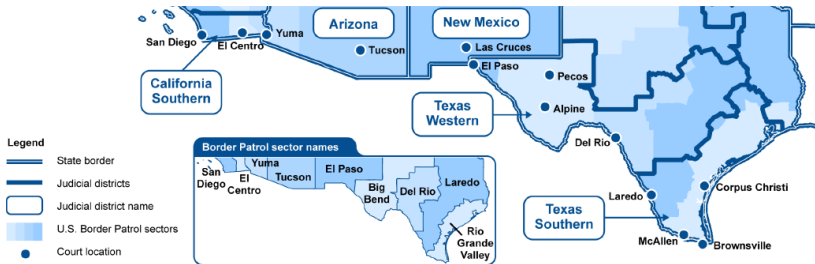 Arizona
New Mexico
San Diego
El Centro
Yuma
Tucson
Las Cruces
El Paso
California
Southern
Pecos
Alpine
Texas
Western
Del Rio
Legend
State border
Judicial districts
Judicial district name
U.S. Border Patrol sectors
Court location
Border Patrol sector names
San
Diego
El
Centro
Yuma
Tucson
El Paso
Big
Bend
Del Rio
Laredo
Rio
Grande
Valley
Laredo
Corpus Christi
Texas
Southern
McAllen
Brownsville